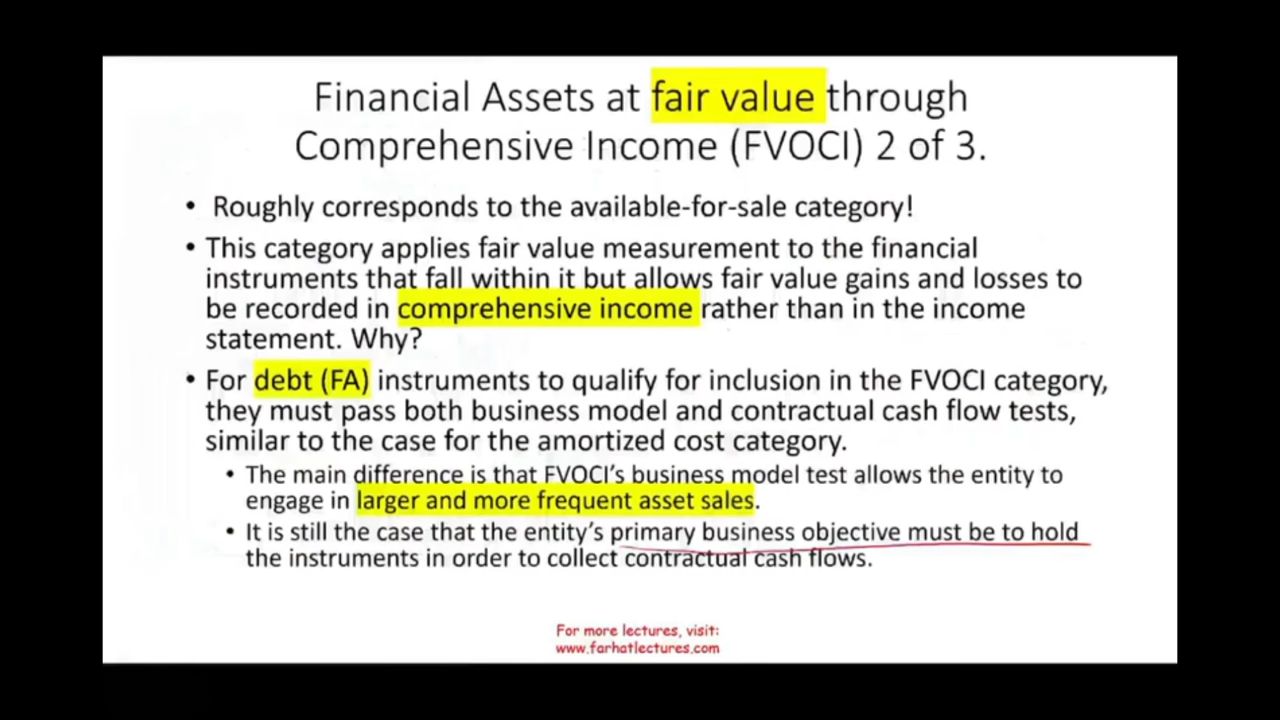 Financial Assets at fair value through
Comprehensive Income (FVOCI) 2 of 3.
• Roughly corresponds to the available-for-sale category!
• This category applies fair value measurement to the financial
instruments that fall within it but allows fair value gains and losses to
be recorded in comprehensive income rather than in the income
statement. Why?
• For debt (FA) instruments to qualify for inclusion in the FVOCI category,
they must pass both business model and contractual cash flow tests,
similar to the case for the amortized cost category.
• The main difference is that FVOCI's business model test allows the entity to
engage in larger and more frequent asset sales.
• It is still the case that the entity's primary business objective must be to hold
the instruments in order to collect contractual cash flows.
For more lectures, visit:
www.farhatlectures.com